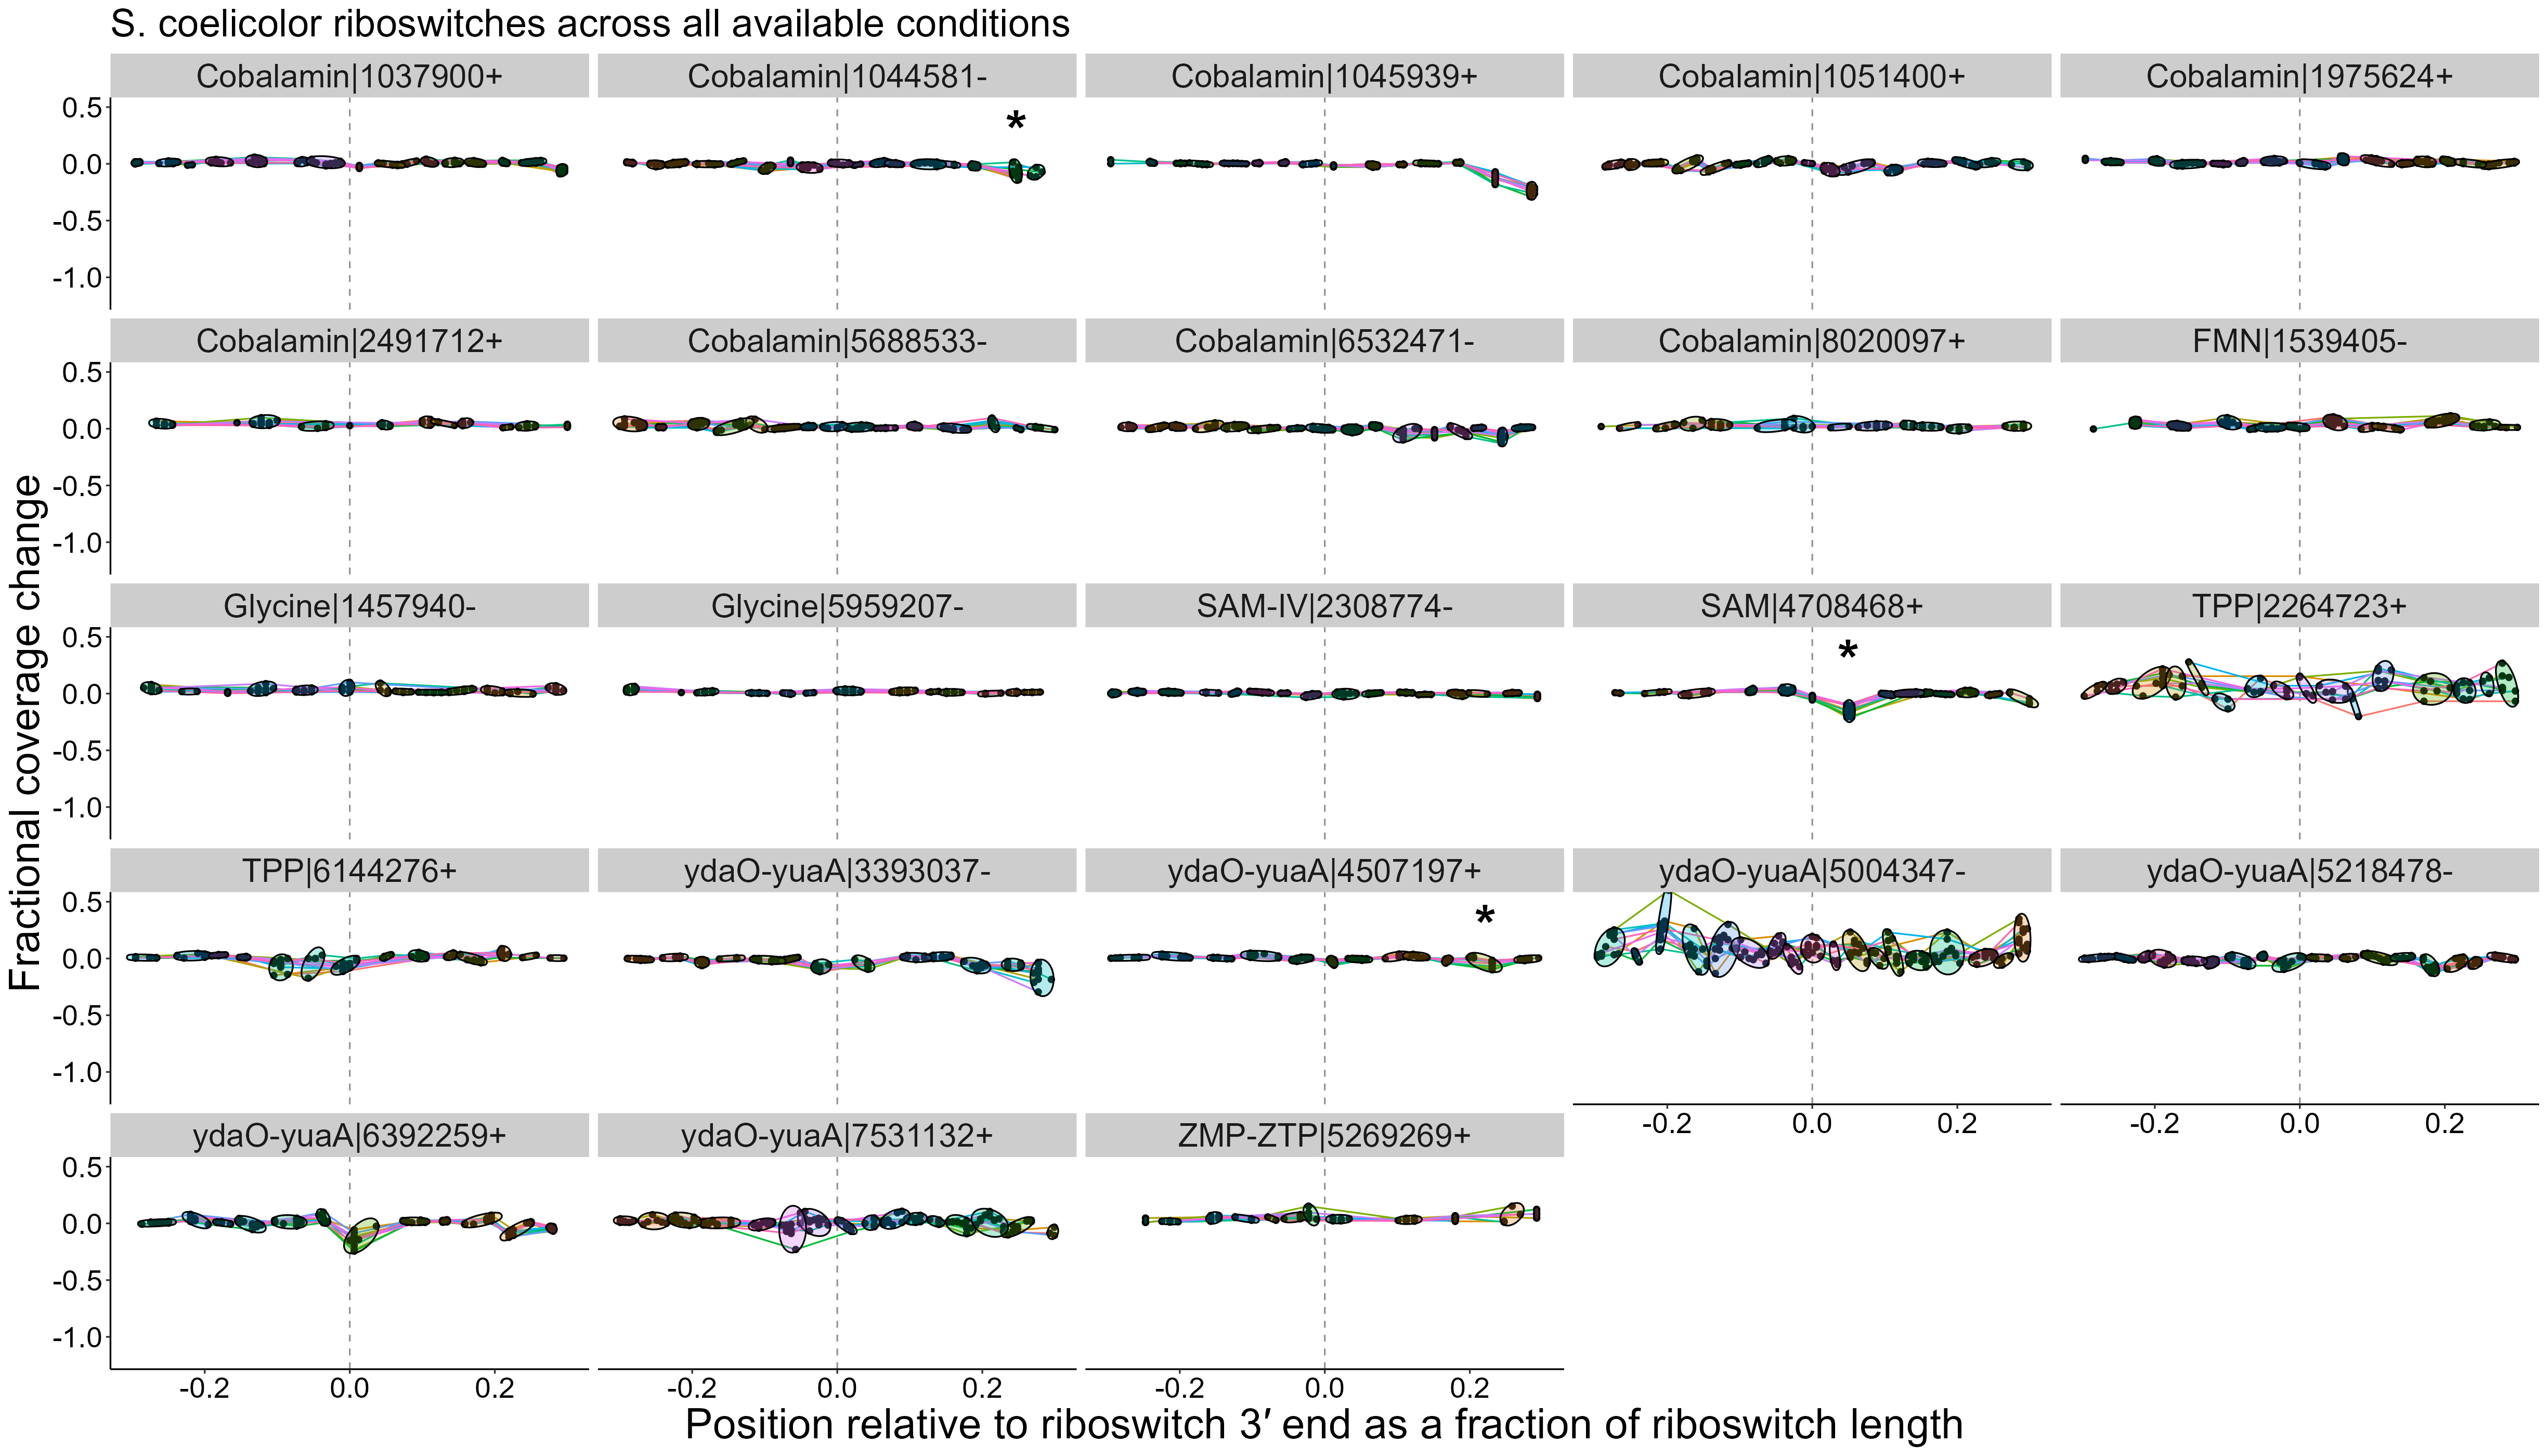 S. coelicolor riboswitches across all available conditions
Cobalamin|1037900+ Cobalamin|1044581- Cobalamin|1045939+ Cobalamin|1051400+ Cobalamin|1975624+
0.5
*
0.0
-0.5
-1.0
Cobalamin|2491712+ Cobalamin|5688533- Cobalamin|6532471- Cobalamin|8020097+ FMN|1539405-
0.5
0.0
-0.5
-1.0
Glycine|1457940- Glycine|5959207- SAM-IV|2308774- SAM|4708468+ TPP|2264723+
0.5
*
0.0
-0.5
-1.0
TPP|6144276+ ydaO-yuaA|3393037- ydaO-yuaA|4507197+ ydaO-yuaA|5004347- ydaO-yuaA|5218478-
0.5
*
0.0
-0.5
-1.0
-0.2 0.0 0.2 -0.2 0.0 0.2
ydaO-yuaA|6392259+ ydaO-yuaA|7531132+ ZMP-ZTP|5269269+
0.5
0.0
-0.5
-1.0
-0.2 0.0 0.2 -0.2 0.0 0.2 -0.2 0.0 0.2
Position relative to riboswitch 3′ end as a fraction of riboswitch length
Fractional coverage change